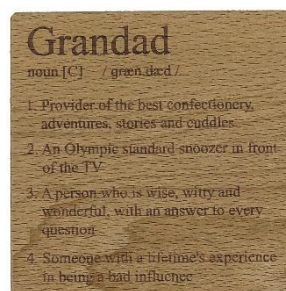 Grandad
noun [C] / græn.dæd /
1. Provider of the best confectionery,
adventures, stories and cuddles
2. An Olympic standard snoozer in front
of the TV
3. A person who is wise, witty and
wonderful, with an answer to every
question
4. Someone with a lifetime's experience
in being a bad influence